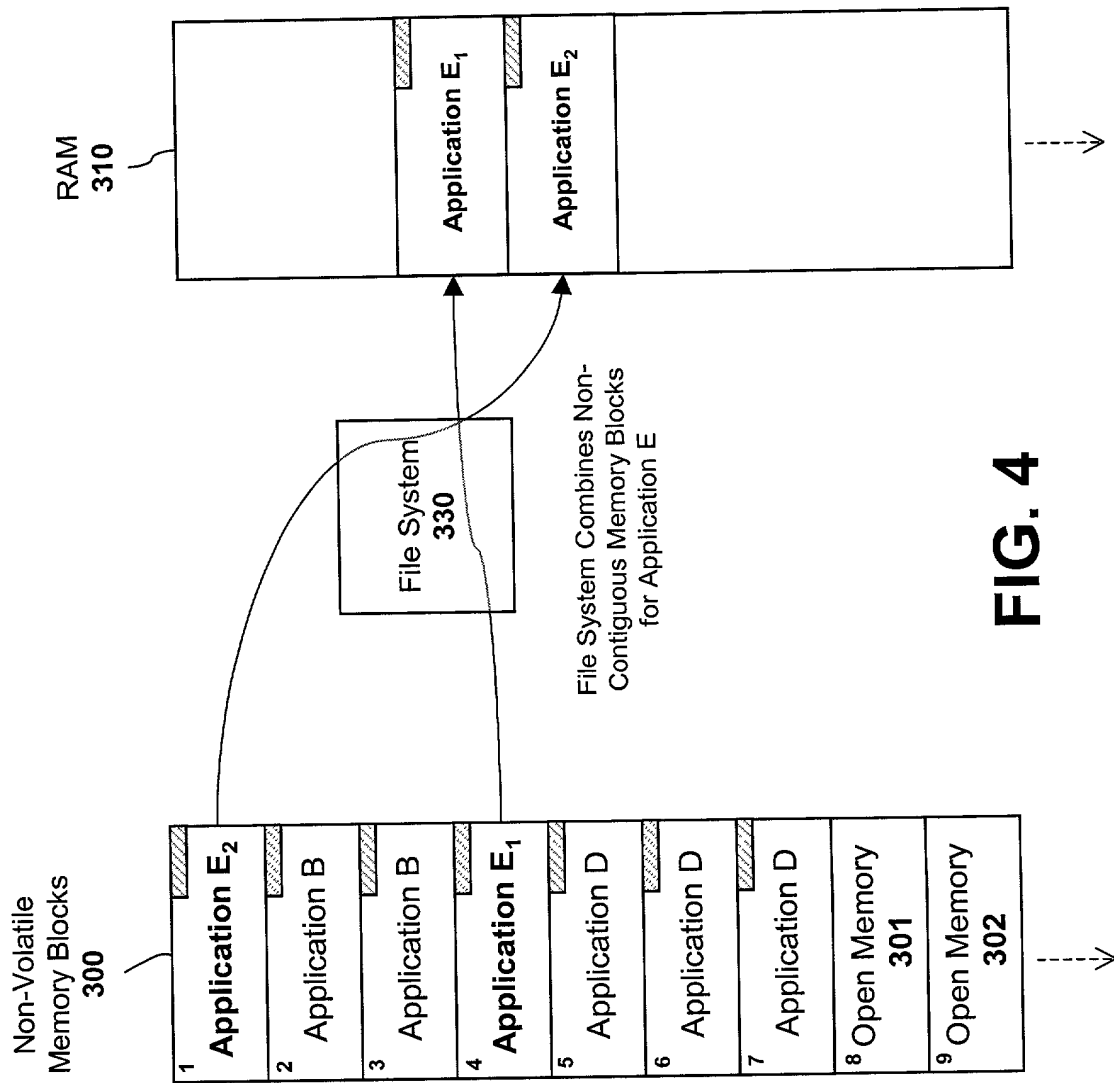 Non-Volatile
Memory Blocks
300
1 Application E₂
2 Application B
3 Application B
4 Application E₁
5 Application D
6 Application D
7 Application D
8 Open Memory
301
9 Open Memory
302
File System
330
File System Combines Non-
Contiguous Memory Blocks
for Application E
RAM
310
Application E₁
Application E₂
FIG. 4